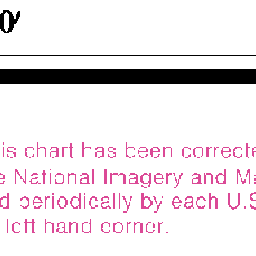 0′
is chart has been correcte
e National Imagery and Ma
d periodically by each U.S
left hand corner.